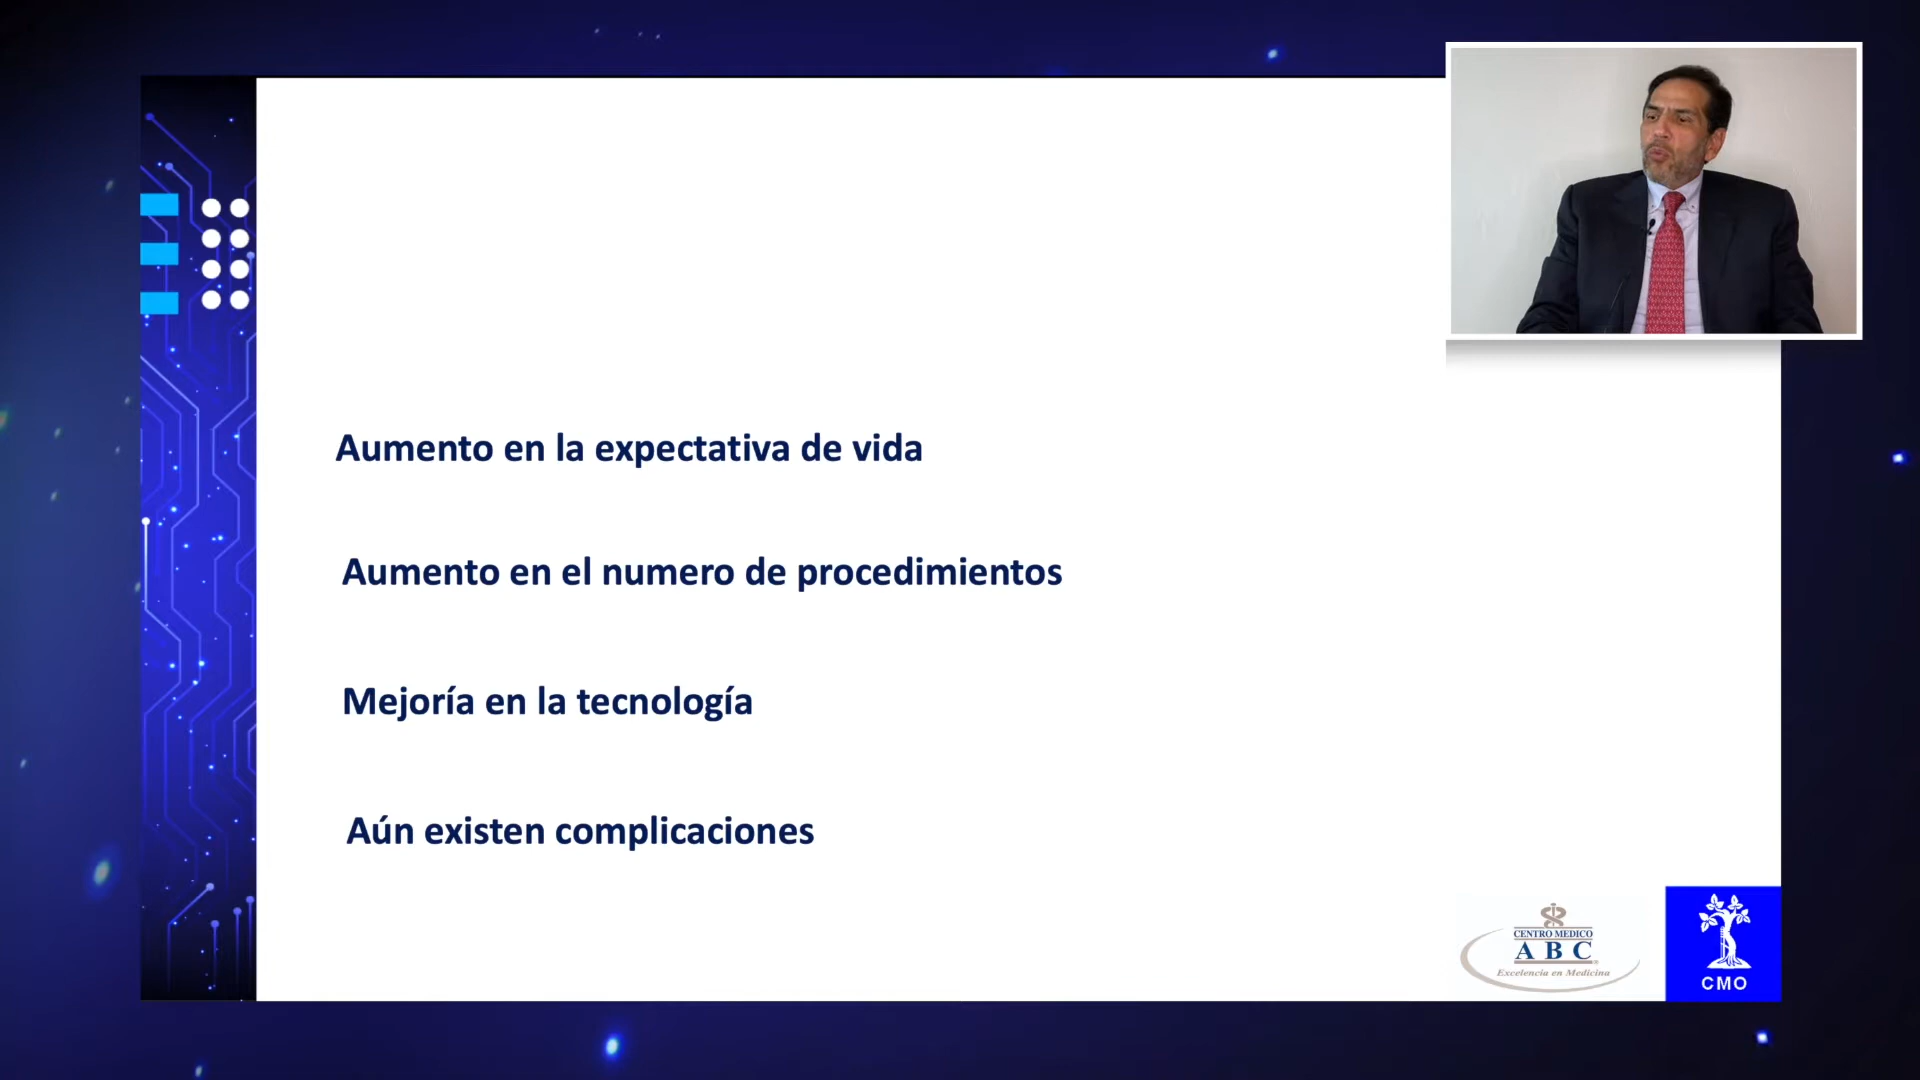 Aumento en la expectativa de vida
Aumento en el numero de procedimientos
Mejoría en la tecnología
Aún existen complicaciones
CENTRO MEDICO
ABC
Excelencia en Medicina
CMO